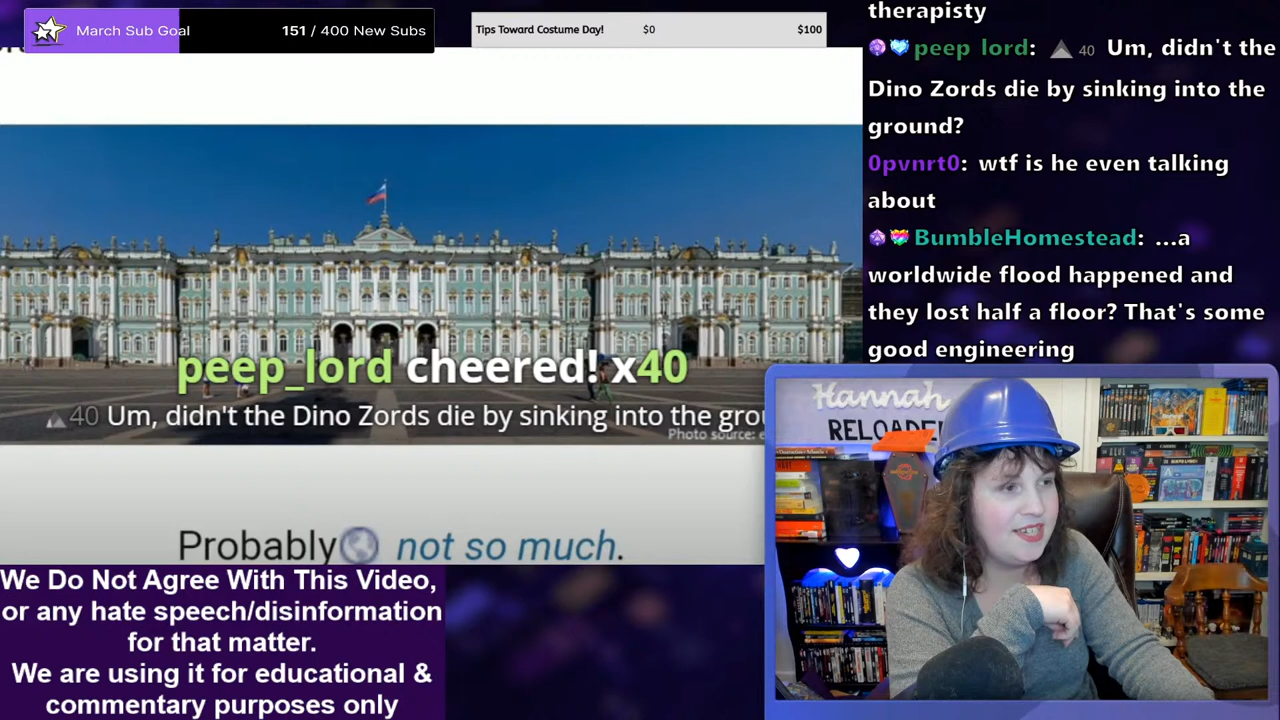 March Sub Goal 151 / 400 New Subs
Tips Toward Costume Day! $0 $100
therapisty
peep lord: 40 Um, didn't the
Dino Zords die by sinking into the
ground?
0pvnrt0: wtf is he even talking
about
BumbleHomestead: ...a
worldwide flood happened and
they lost half a floor? That's some
good engineering
peep_lord cheered! x40
40 Um, didn't the Dino Zords die by sinking into the grou
Photo source: e
Probably not so much.
We Do Not Agree With This Video,
or any hate speech/disinformation
for that matter.
We are using it for educational &
commentary purposes only
Hannah
RELOADE